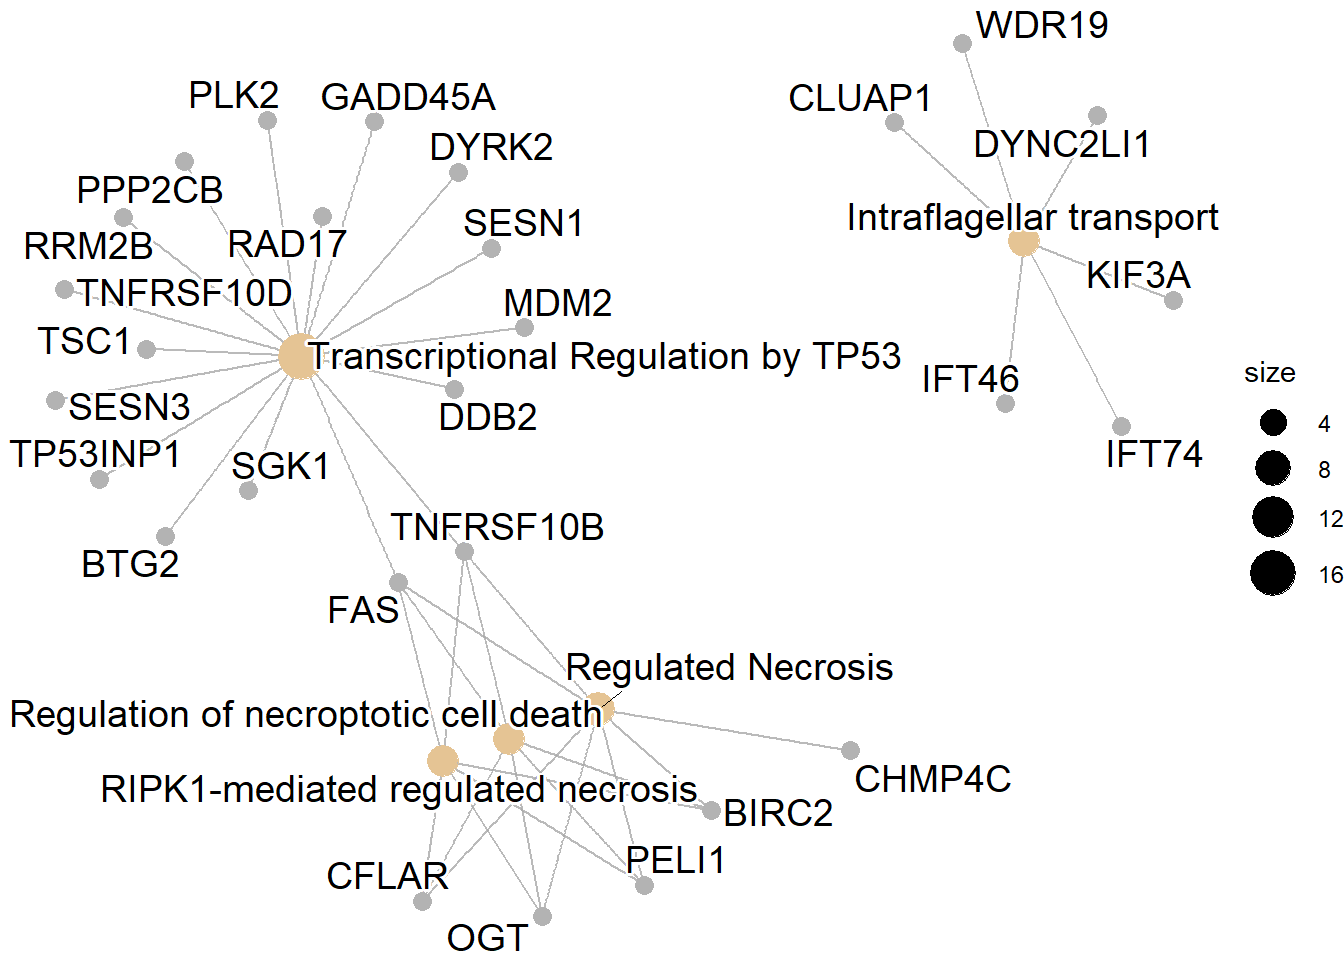 WDR19
PLK2
GADD45A
CLUAP1
DYRK2
DYNC2LI1
PPP2CB
RRM2B
RAD17
SESN1
Intraflagellar transport
TNFRSF10D
MDM2
KIF3A
TSC1
Transcriptional Regulation by TP53
SESN3
DDB2
IFT46
size
4
8
12
16
TP53INP1
SGK1
IFT74
BTG2
TNFRSF10B
FAS
Regulated Necrosis
Regulation of necroptotic cell death
RIPK1-mediated regulated necrosis
CHMP4C
BIRC2
PELI1
CFLAR
OGT